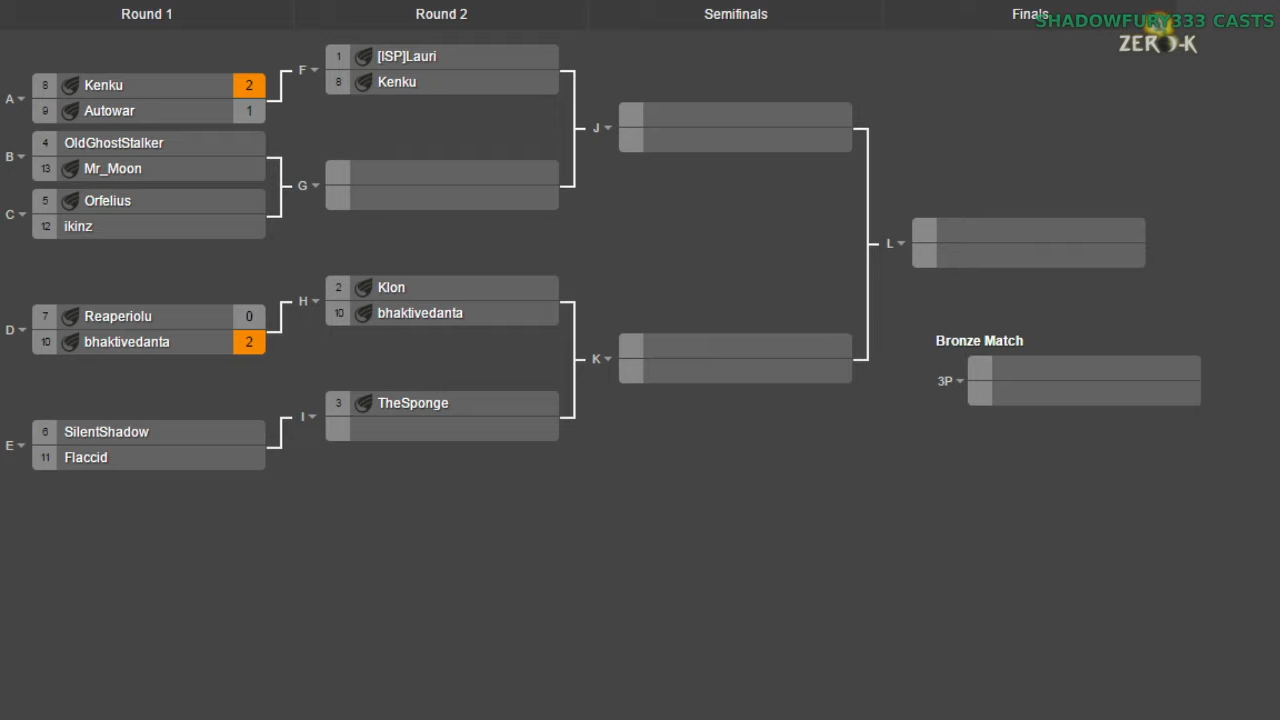 Round 1
Round 2
Semifinals
Finals
SHADOWFURY333 CASTS
ZERO-K
A
8 Kenku 2
9 Autowar 1
B
4 OldGhostStalker
13 Mr_Moon
C
5 Orfelius
12 ikinz
D
7 Reaperiolu 0
10 bhaktivedanta 2
E
6 SilentShadow
11 Flaccid
F
1 [ISP]Lauri
8 Kenku
G
H
2 Klon
10 bhaktivedanta
I
3 TheSponge
J
K
L
Bronze Match
3P